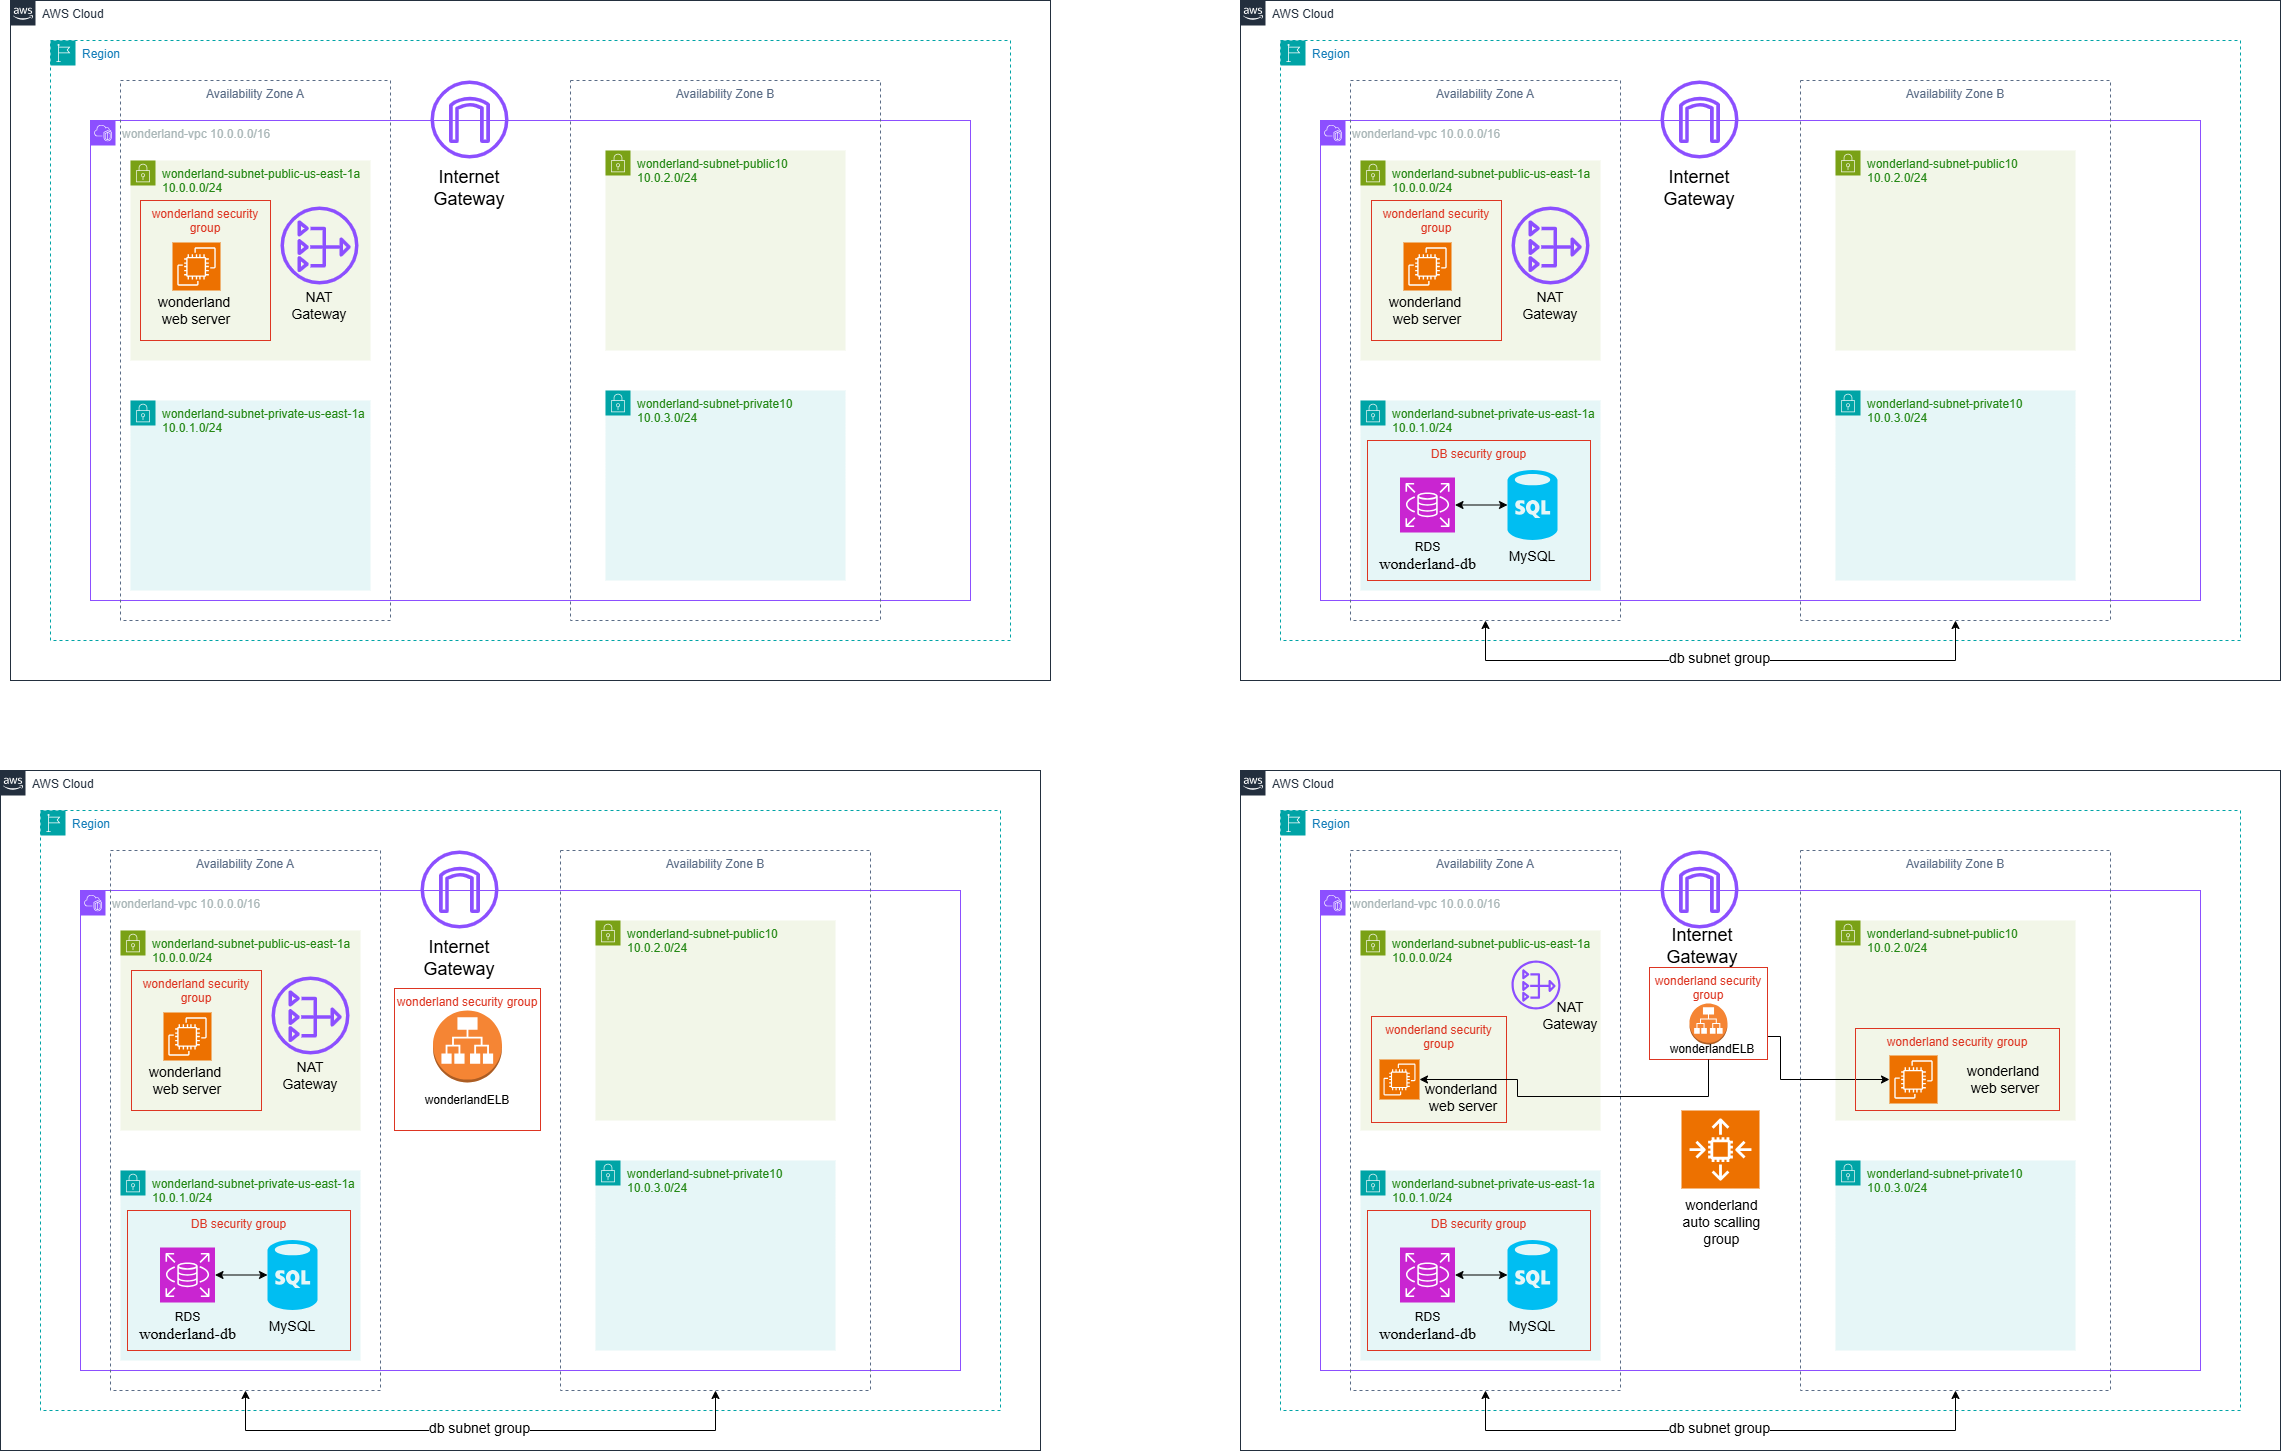 aws
AWS Cloud
Region
Availability Zone A
Availability Zone B
wonderland-vpc 10.0.0.0/16
wonderland-subnet-public-us-east-1a
10.0.0.0/24
wonderland security
group
wonderland
web server
NAT
Gateway
Internet
Gateway
wonderland-subnet-public10
10.0.2.0/24
wonderland-subnet-private-us-east-1a
10.0.1.0/24
wonderland-subnet-private10
10.0.3.0/24
aws
AWS Cloud
Region
Availability Zone A
Availability Zone B
wonderland-vpc 10.0.0.0/16
wonderland-subnet-public-us-east-1a
10.0.0.0/24
wonderland security
group
wonderland
web server
NAT
Gateway
Internet
Gateway
wonderland-subnet-public10
10.0.2.0/24
wonderland-subnet-private-us-east-1a
10.0.1.0/24
DB security group
SQL
RDS
wonderland-db
MySQL
wonderland-subnet-private10
10.0.3.0/24
db subnet group
aws
AWS Cloud
Region
Availability Zone A
Availability Zone B
wonderland-vpc 10.0.0.0/16
wonderland-subnet-public-us-east-1a
10.0.0.0/24
wonderland security
group
wonderland
web server
NAT
Gateway
Internet
Gateway
wonderland security group
wonderlandELB
wonderland-subnet-public10
10.0.2.0/24
wonderland-subnet-private-us-east-1a
10.0.1.0/24
DB security group
SQL
RDS
wonderland-db
MySQL
wonderland-subnet-private10
10.0.3.0/24
db subnet group
aws
AWS Cloud
Region
Availability Zone A
Availability Zone B
wonderland-vpc 10.0.0.0/16
wonderland-subnet-public-us-east-1a
10.0.0.0/24
NAT
Gateway
wonderland security
group
wonderland
web server
Internet
Gateway
wonderland security
group
wonderlandELB
wonderland-subnet-public10
10.0.2.0/24
wonderland security group
wonderland
web server
wonderland
auto scalling
group
wonderland-subnet-private-us-east-1a
10.0.1.0/24
DB security group
SQL
RDS
wonderland-db
MySQL
wonderland-subnet-private10
10.0.3.0/24
db subnet group